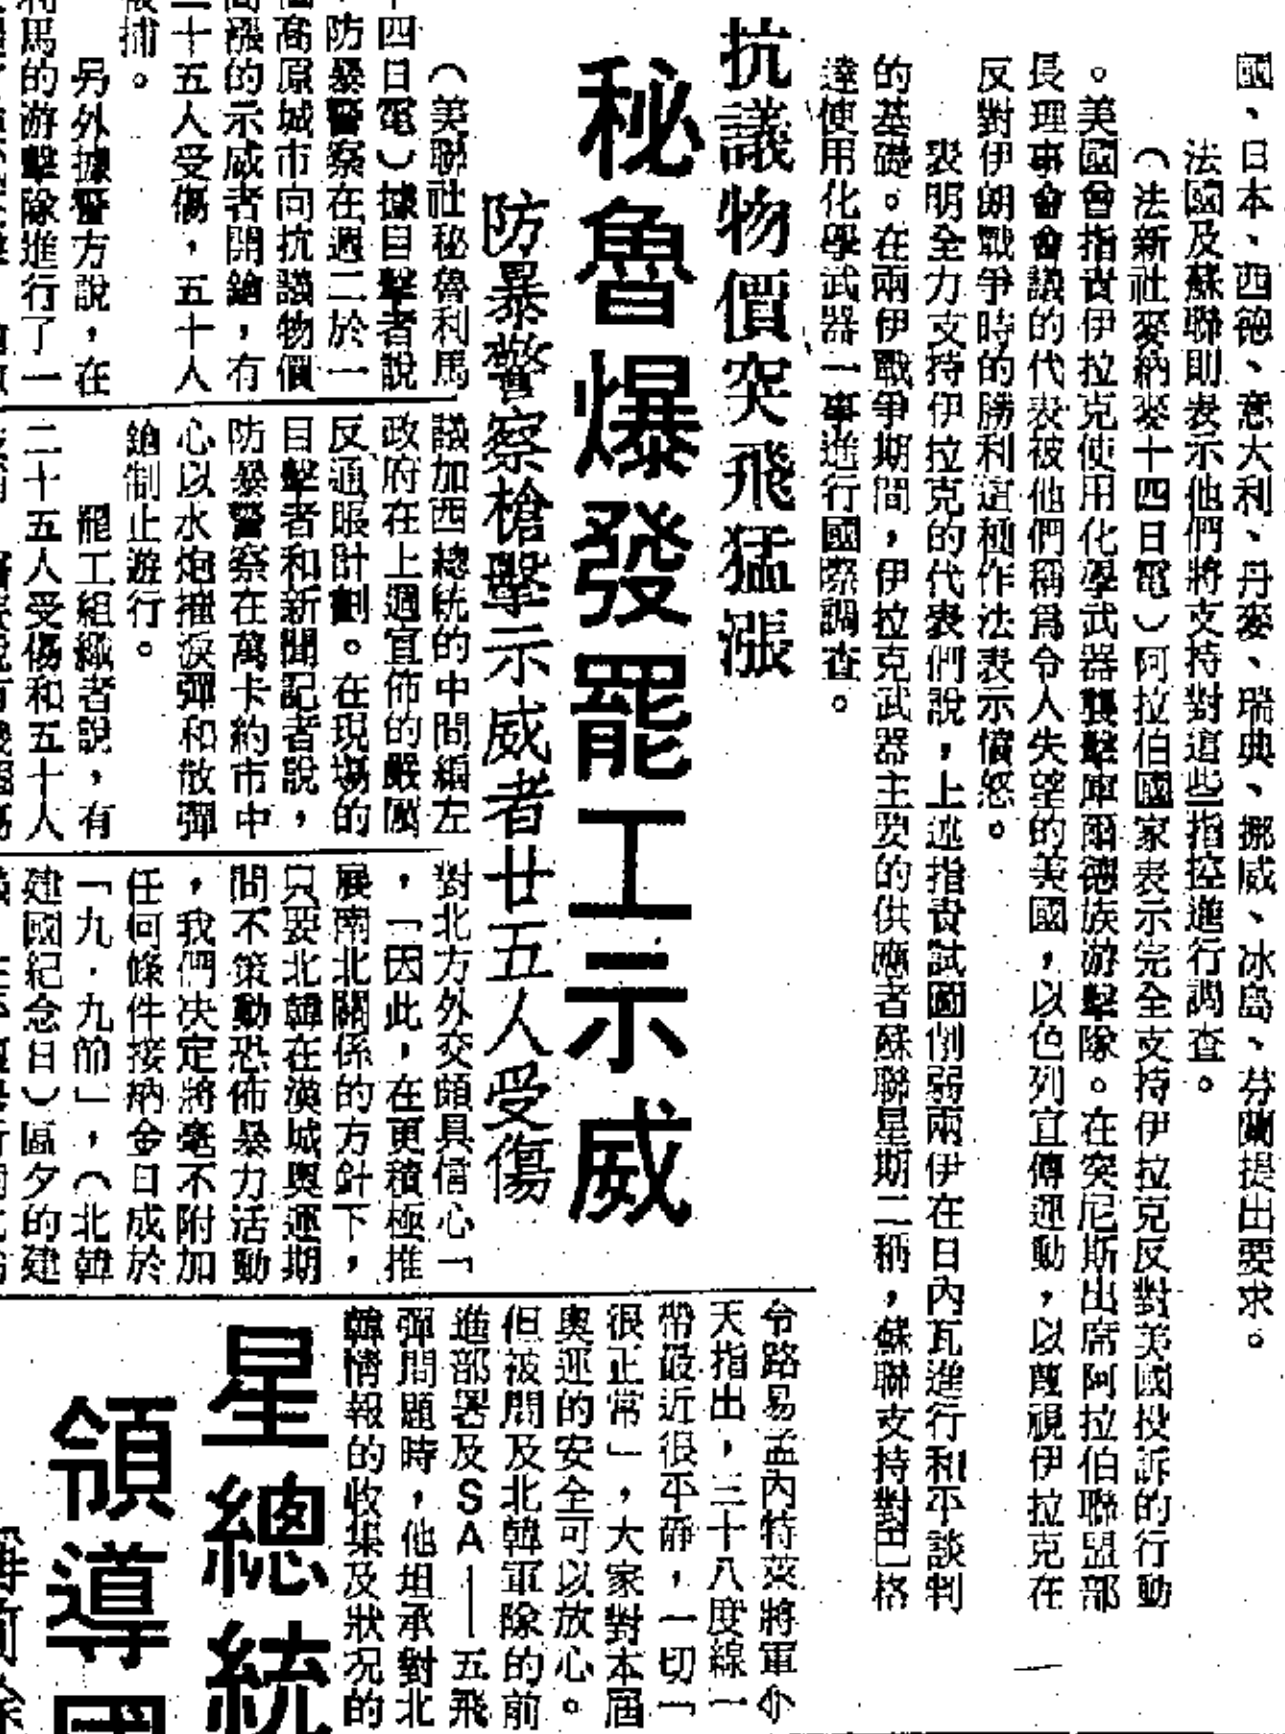 國、日本、西德、意大利、丹麥、瑞典、挪威、冰島、芬蘭提出要求。
法國及蘇聯則表示他們將支持對這些指控進行調查。
（法新社麥納麥十四日電）阿拉伯國家表示完全支持伊拉克反對美國投訴的行動
。美國曾指責伊拉克使用化學武器襲擊庫爾德族游擊隊。在突尼斯出席阿拉伯聯盟部
長理事會會議的代表被他們稱爲令人失望的美國，以色列宣傳運動，以蔑視伊拉克在
反對伊朗戰爭時的勝利這種作法表示憤怒。
表明全力支持伊拉克的代表們說，上述指責試圖削弱兩伊在日內瓦進行和平談判
的基礎。在兩伊戰爭期間，伊拉克武器主要的供應者蘇聯星期二稱，蘇聯支持對巴格
達使用化學武器一事進行國際調查。
抗議物價突飛猛漲
秘魯爆發罷工示威
防暴警察槍擊示威者廿五人受傷
（美聯社秘魯利馬
十四日電）據目擊者說
，防暴警察在週二於一
個高原城市向抗議物價
高漲的示威者開鎗，有
二十五人受傷，五十人
被捕。
另外據警方說，在
利馬的游擊隊進行了一
議加西總統的中間編左
政府在上週宣佈的嚴厲
反通賬計劃。在現場的
目擊者和新聞記者說，
防暴警察在萬卡約市中
心以水炮撞淚彈和散彈
鎗制止遊行。
罷工組織者說，有
二十五人受傷和五十人
對北方外交頗具信心「
，「因此，在更積極推
展南北關係的方針下，
只要北韓在漢城奧運期
間不策動恐佈暴力活動
，我們決定將毫不附加
任何條件接納金日成於
「九．九節」，（北韓
建國紀念日）區夕的建
令路易孟內特萊將軍今
天指出，三十八度線一
帶最近很平靜，一切「
很正常」，大家對本屆
奧運的安全可以放心。
但被問及北韓軍隊的前
進部署及SA—五飛
彈問題時，他坦承對北
韓情報的收集及狀况的
星總統
領導國